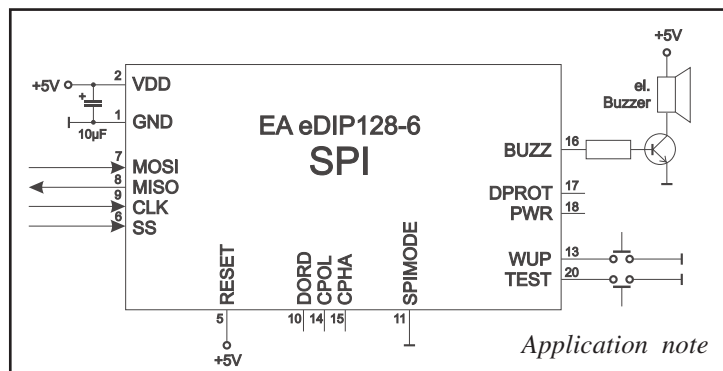 +5V
el.
Buzzer
+5V
2
VDD
+
10µF
1
GND
EA eDIP128-6
SPI
7
MOSI
8
MISO
9
CLK
6
SS
BUZZ
16
DPROT
17
PWR
18
WUP
13
TEST
20
RESET
DORD
CPOL
CPHA
SPIMODE
5
10
14
15
11
+5V
Application note